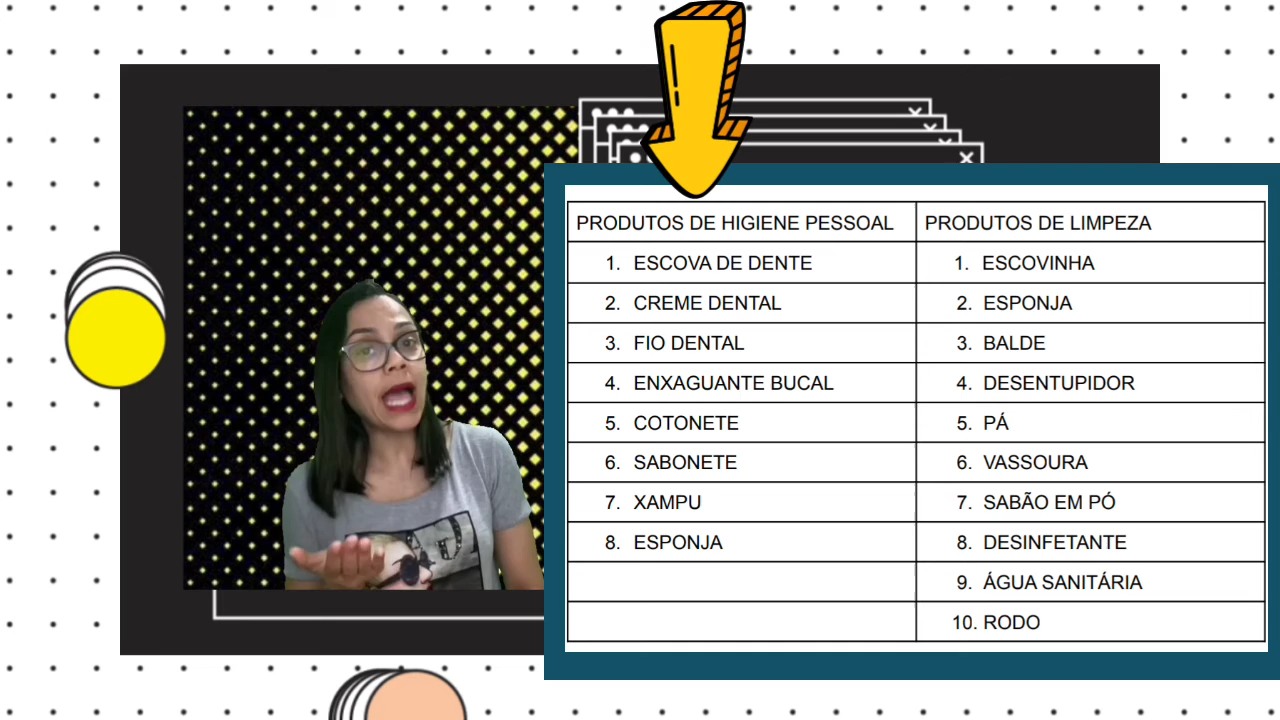 PRODUTOS DE HIGIENE PESSOAL PRODUTOS DE LIMPEZA
1. ESCOVA DE DENTE 1. ESCOVINHA
2. CREME DENTAL 2. ESPONJA
3. FIO DENTAL 3. BALDE
4. ENXAGUANTE BUCAL 4. DESENTUPIDOR
5. COTONETE 5. PÁ
6. SABONETE 6. VASSOURA
7. XAMPU 7. SABÃO EM PÓ
8. ESPONJA 8. DESINFETANTE
9. ÁGUA SANITÁRIA
10. RODO